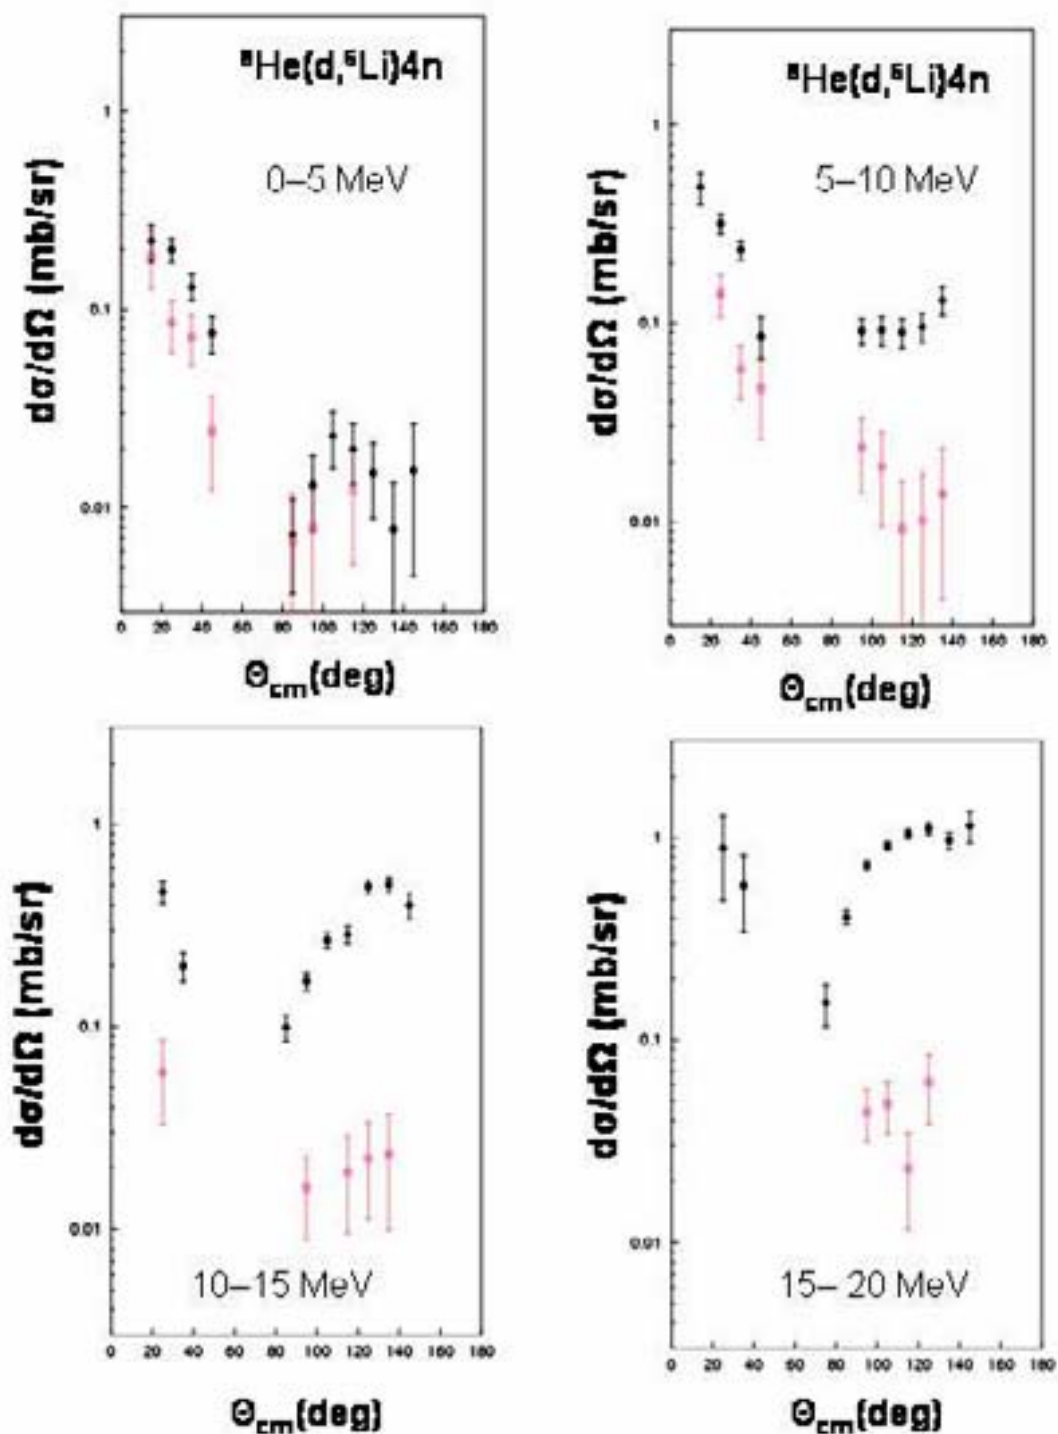 ⁸He(d,⁶Li)4n
0–5 MeV
dσ/dΩ (mb/sr)
1
0.1
0.01
0 20 40 60 80 100 120 140 160 180
Θcm(deg)
⁸He(d,⁶Li)4n
5–10 MeV
dσ/dΩ (mb/sr)
1
0.1
0.01
0 20 40 60 80 100 120 140 160 180
Θcm(deg)
dσ/dΩ (mb/sr)
1
0.1
0.01
10–15 MeV
0 20 40 60 80 100 120 140 160 180
Θcm(deg)
dσ/dΩ (mb/sr)
1
0.1
0.01
15– 20 MeV
0 20 40 60 80 100 120 140 160 180
Θcm(deg)